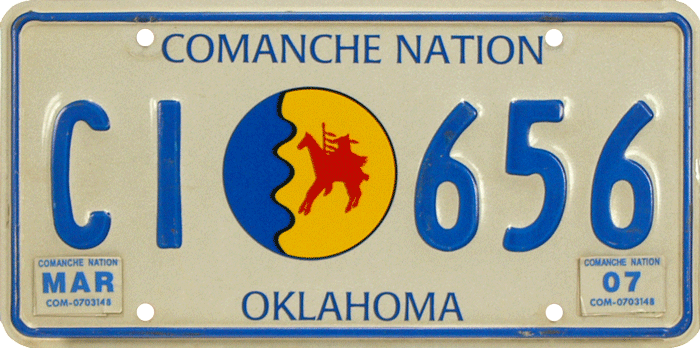 COMANCHE NATION
CI 656
COMANCHE NATION
MAR
COM-0703148
COMANCHE NATION
07
COM-0703148
OKLAHOMA